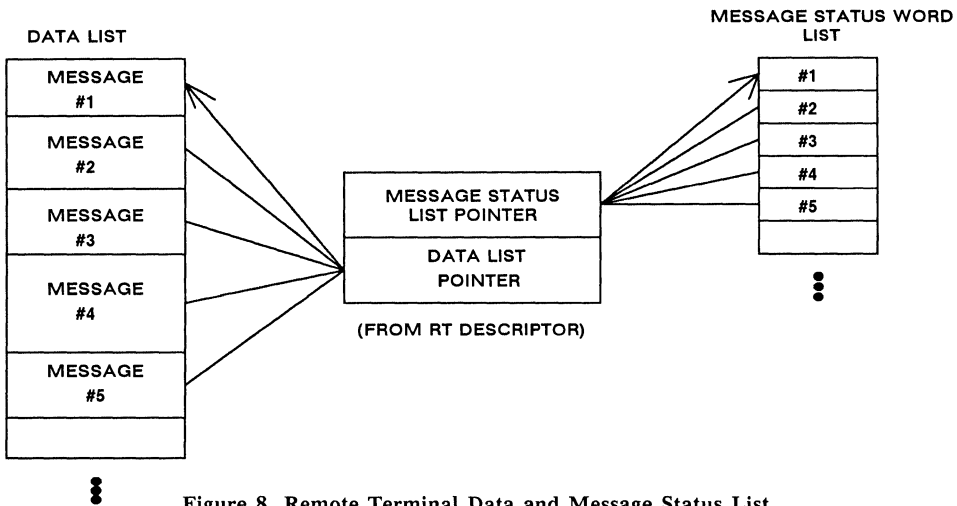 DATA LIST
MESSAGE
#1
MESSAGE
#2
MESSAGE
#3
MESSAGE
#4
MESSAGE
#5
MESSAGE STATUS
LIST POINTER
DATA LIST
POINTER
(FROM RT DESCRIPTOR)
MESSAGE STATUS WORD
LIST
#1
#2
#3
#4
#5
Figure 8. Remote Terminal Data and Message Status List